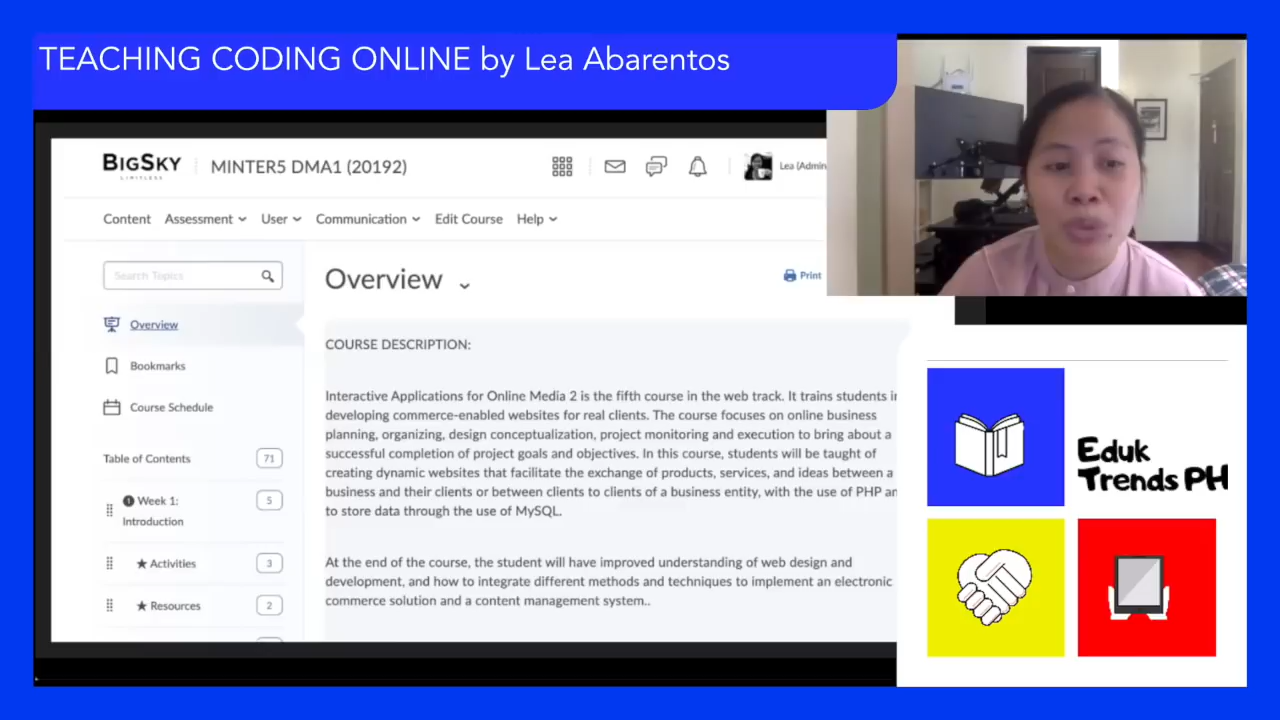 TEACHING CODING ONLINE by Lea Abarentos
BIGSKY
LIMITLESS
MINTER5 DMA1 (20192)
Lea (Admin
Content Assessment User Communication Edit Course Help
Search Topics
Overview
Print
Overview
Bookmarks
Course Schedule
Table of Contents 71
Week 1: 5
Introduction
Activities 3
Resources 2
COURSE DESCRIPTION:
Interactive Applications for Online Media 2 is the fifth course in the web track. It trains students in
developing commerce-enabled websites for real clients. The course focuses on online business
planning, organizing, design conceptualization, project monitoring and execution to bring about a
successful completion of project goals and objectives. In this course, students will be taught of
creating dynamic websites that facilitate the exchange of products, services, and ideas between a
business and their clients or between clients to clients of a business entity, with the use of PHP an
to store data through the use of MySQL.
At the end of the course, the student will have improved understanding of web design and
development, and how to integrate different methods and techniques to implement an electronic
commerce solution and a content management system..
Eduk
Trends PH